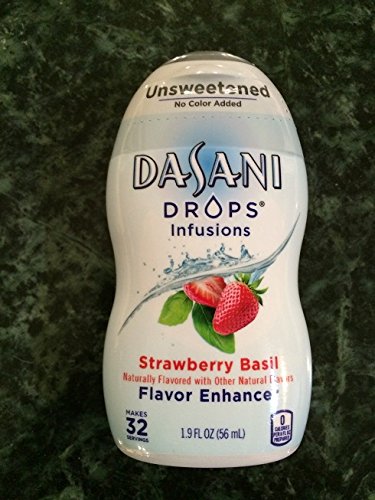 Unsweetened
No Color Added
DASANI
DROPS®
Infusions
Strawberry Basil
Naturally Flavored with Other Natural Flavors
Flavor Enhancer
MAKES
32
SERVINGS
1.9 FL OZ (56 mL)
0
CALORIES
PREPARED